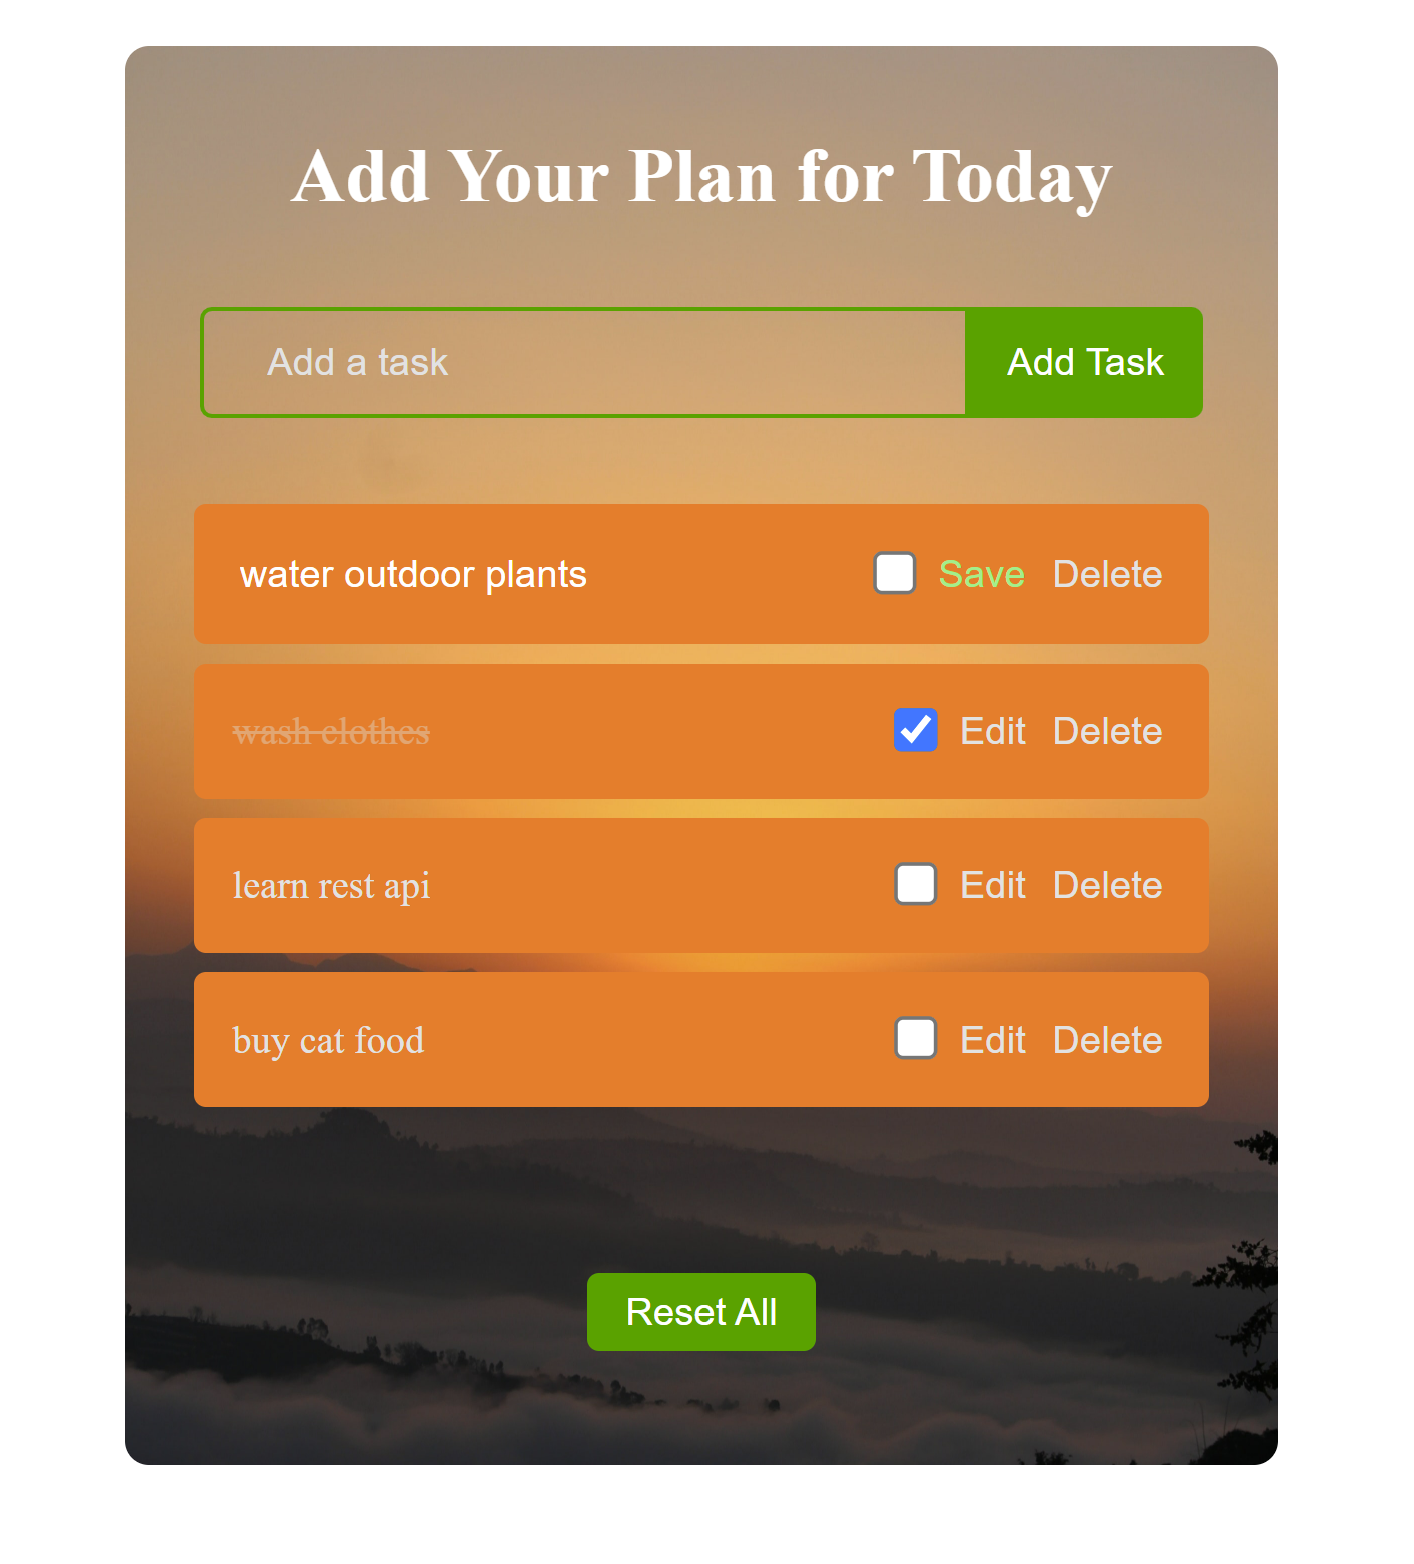 Add Your Plan for Today
Add a task Add Task
water outdoor plants Save Delete
wash clothes Edit Delete
learn rest api Edit Delete
buy cat food Edit Delete
Reset All